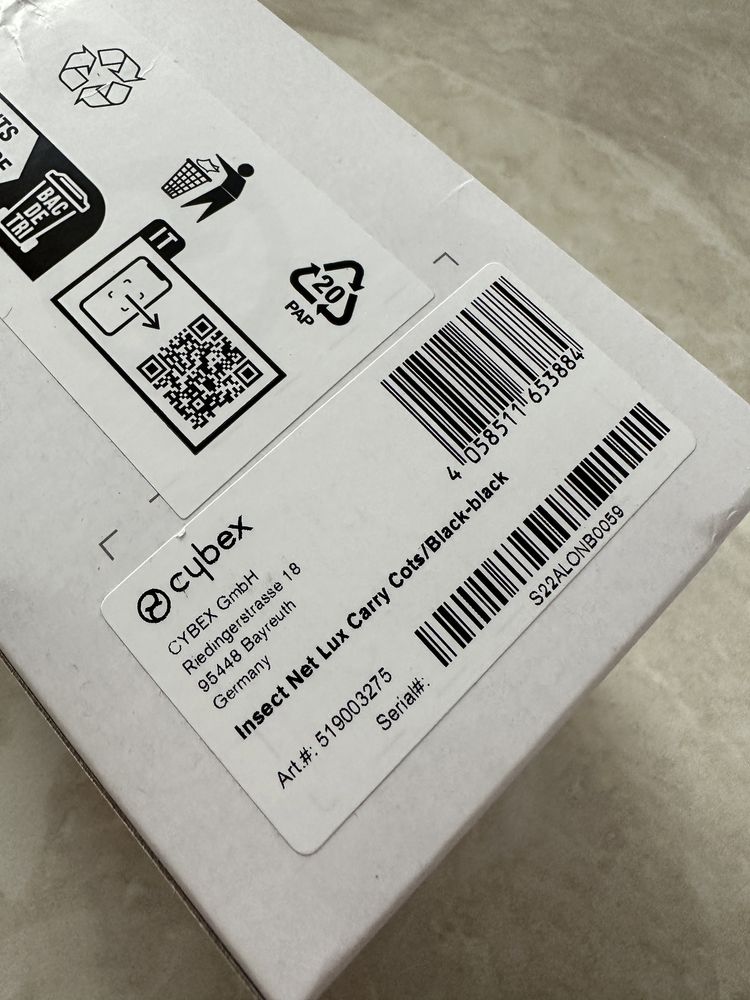 BAC
DE
TRI
IT
20
PAP
4 058511 653884
cybex
CYBEX GmbH
Riedingerstrasse 18
95448 Bayreuth
Germany
Insect Net Lux Carry Cots/Black-black
Art.#: 519003275
Serial#:
S22ALONB0059